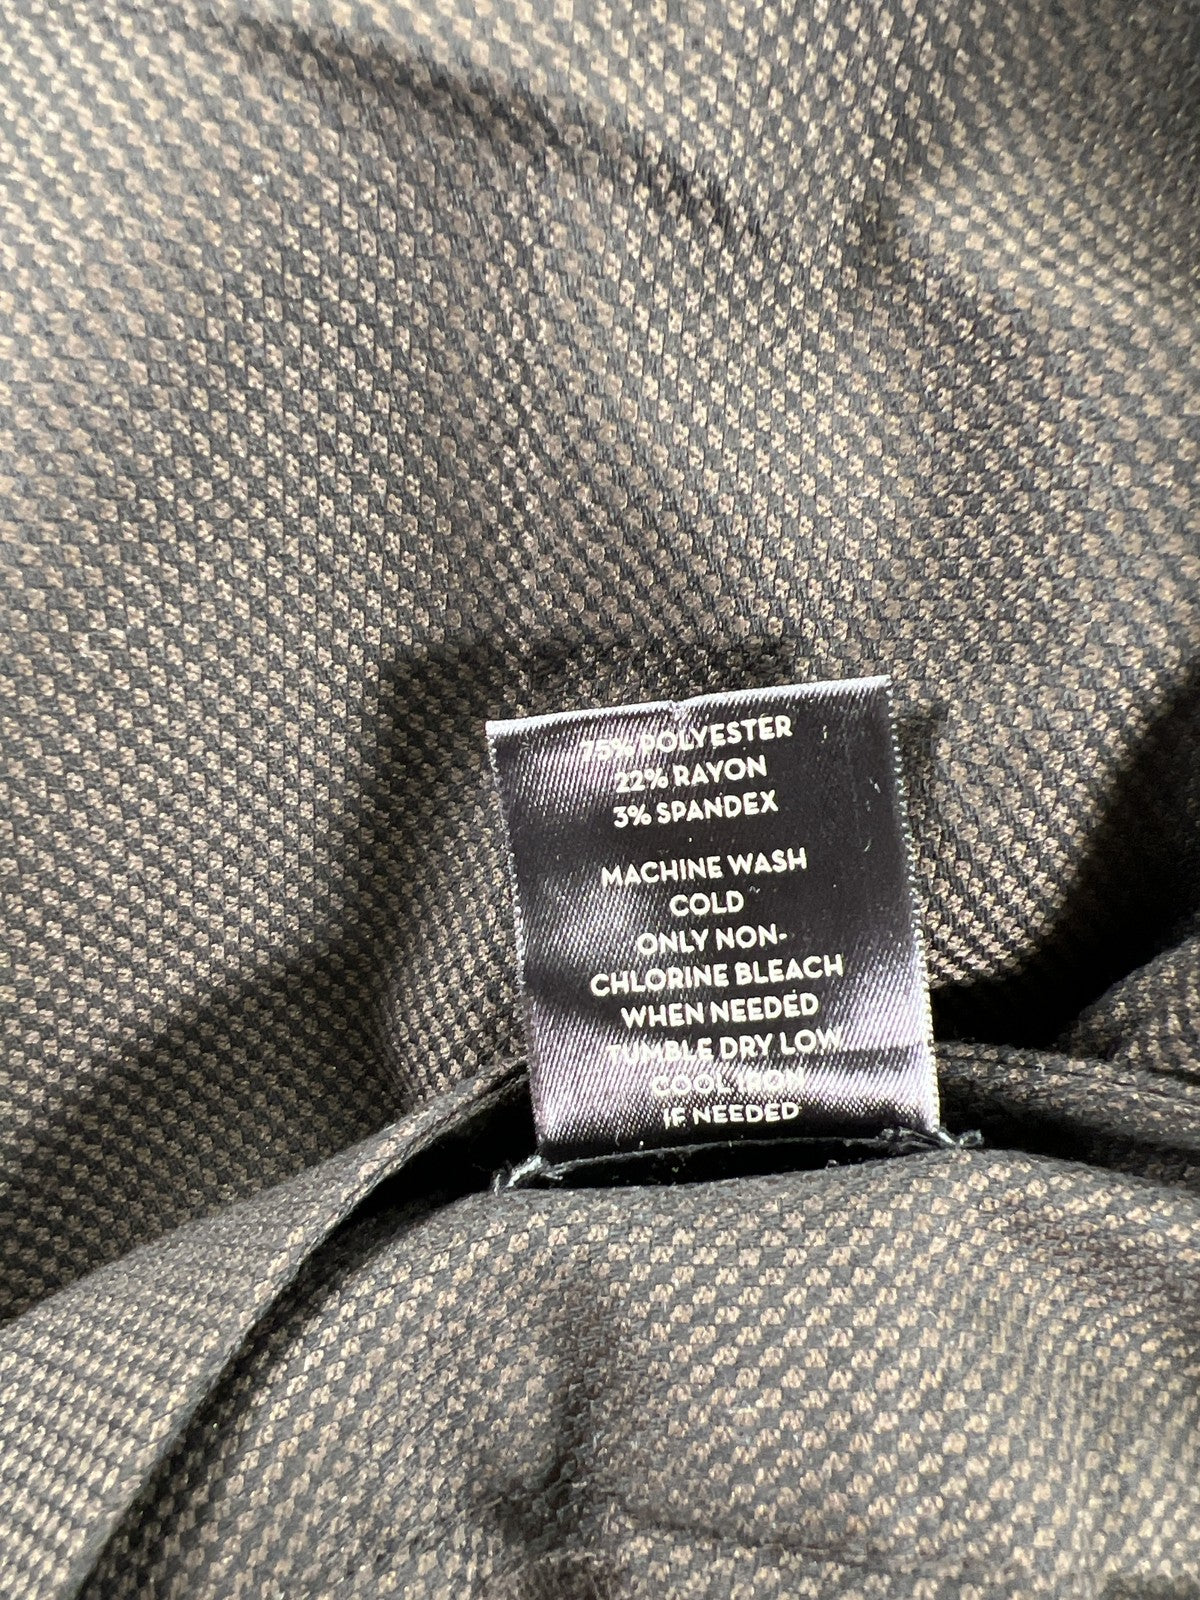 75% POLYESTER
22% RAYON
3% SPANDEX
MACHINE WASH
COLD
ONLY NON-
CHLORINE BLEACH
WHEN NEEDED
TUMBLE DRY LOW
COOL IRON
IF NEEDED